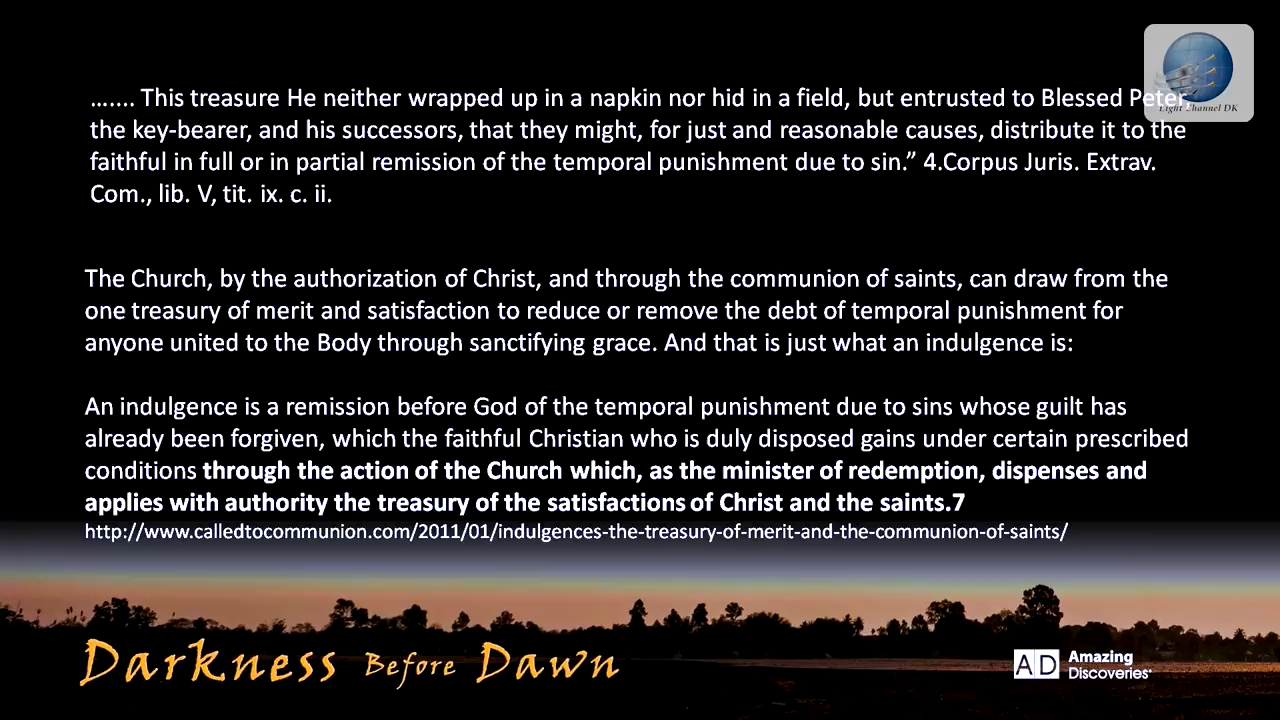 ….... This treasure He neither wrapped up in a napkin nor hid in a field, but entrusted to Blessed Peter,
the key-bearer, and his successors, that they might, for just and reasonable causes, distribute it to the
faithful in full or in partial remission of the temporal punishment due to sin.” 4.Corpus Juris. Extrav.
Com., lib. V, tit. ix. c. ii.
The Church, by the authorization of Christ, and through the communion of saints, can draw from the
one treasury of merit and satisfaction to reduce or remove the debt of temporal punishment for
anyone united to the Body through sanctifying grace. And that is just what an indulgence is:
An indulgence is a remission before God of the temporal punishment due to sins whose guilt has
already been forgiven, which the faithful Christian who is duly disposed gains under certain prescribed
conditions through the action of the Church which, as the minister of redemption, dispenses and
applies with authority the treasury of the satisfactions of Christ and the saints.7
http://www.calledtocommunion.com/2011/01/indulgences-the-treasury-of-merit-and-the-communion-of-saints/
Light Channel DK
Darkness Before Dawn
AD Amazing
Discoveries